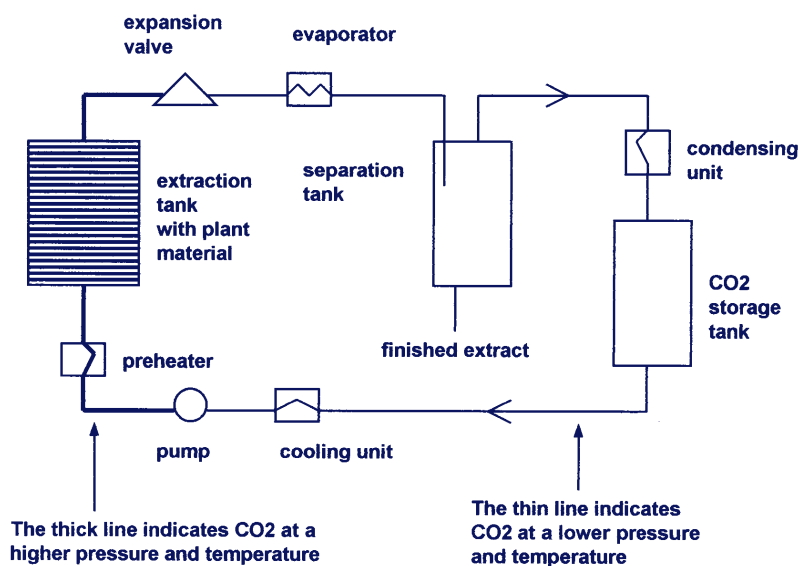 expansion
valve
evaporator
extraction
tank
with plant
material
separation
tank
condensing
unit
CO2
storage
tank
finished extract
preheater
pump
cooling unit
The thick line indicates CO2 at a
higher pressure and temperature
The thin line indicates
CO2 at a lower pressure
and temperature